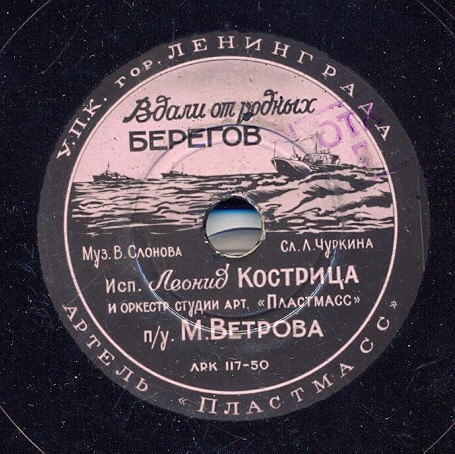 УПК. гор. ЛЕНИНГРАДА
Вдали от родных
БЕРЕГОВ
Муз. В. Слонова Сл. Л. Чуркина
Исп. Леонид КОСТРИЦА
и оркестр студии арт. «Пластмасс»
п/у. М. ВЕТРОВА
ЛРК 117-50
АРТЕЛЬ „ПЛАСТМАСС“